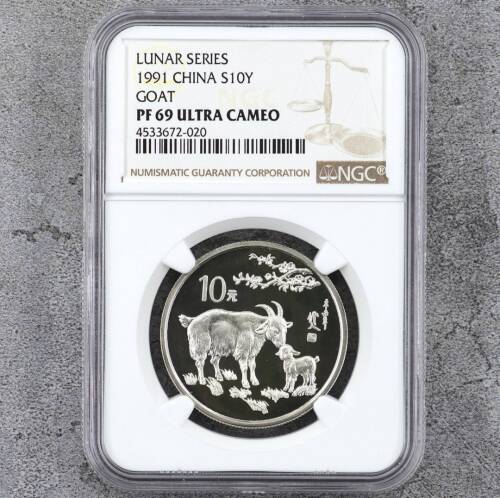 LUNAR SERIES
1991 CHINA S10Y
GOAT
PF 69 ULTRA CAMEO
4533672-020
NUMISMATIC GUARANTY CORPORATION
NGC®
10元